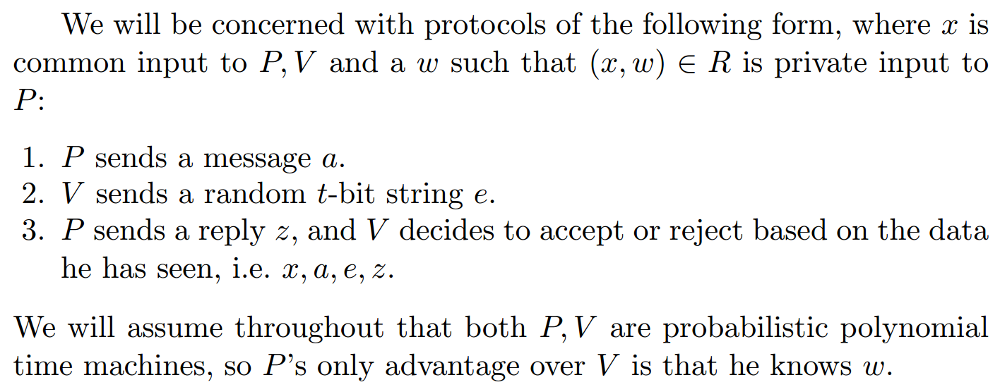 We will be concerned with protocols of the following form, where x is
common input to P, V and a w such that (x, w) ∈ R is private input to
P:
1. P sends a message a.
2. V sends a random t-bit string e.
3. P sends a reply z, and V decides to accept or reject based on the data
he has seen, i.e. x, a, e, z.
We will assume throughout that both P, V are probabilistic polynomial
time machines, so P's only advantage over V is that he knows w.